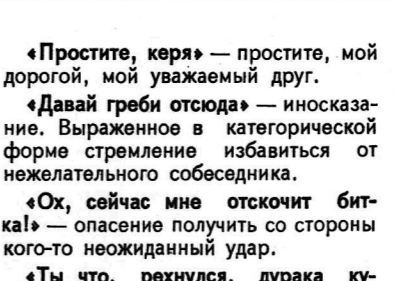 «Простите, керя» — простите, мой
дорогой, мой уважаемый друг.
«Давай греби отсюда» — иносказа-
ние. Выраженное в категорической
форме стремление избавиться от
нежелательного собеседника.
«Ох, сейчас мне отскочит бит-
ка!» — опасение получить со стороны
кого-то неожиданный удар.
«Ты что, рехнулся, дурака ку-